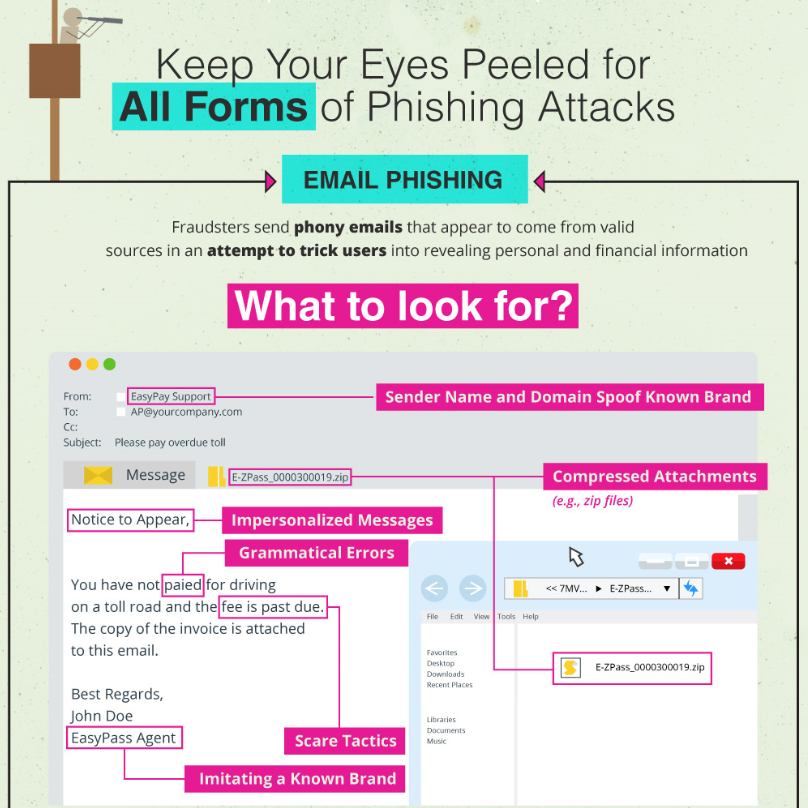 Keep Your Eyes Peeled for
All Forms of Phishing Attacks
EMAIL PHISHING
Fraudsters send phony emails that appear to come from valid
sources in an attempt to trick users into revealing personal and financial information
What to look for?
From: EasyPay Support
Sender Name and Domain Spoof Known Brand
To: AP@yourcompany.com
Cc:
Subject: Please pay overdue toll
Message
E-ZPass_0000300019.zip
Compressed Attachments
(e.g., zip files)
Notice to Appear,
Impersonalized Messages
Grammatical Errors
You have not paied for driving
on a toll road and the fee is past due.
The copy of the invoice is attached
to this email.
Best Regards,
John Doe
EasyPass Agent
Scare Tactics
Imitating a Known Brand
<< 7MV... E-ZPass...
File Edit View Tools Help
Favorites
Desktop
Downloads
Recent Places
Libraries
Documents
Music
E-ZPass_0000300019.zip